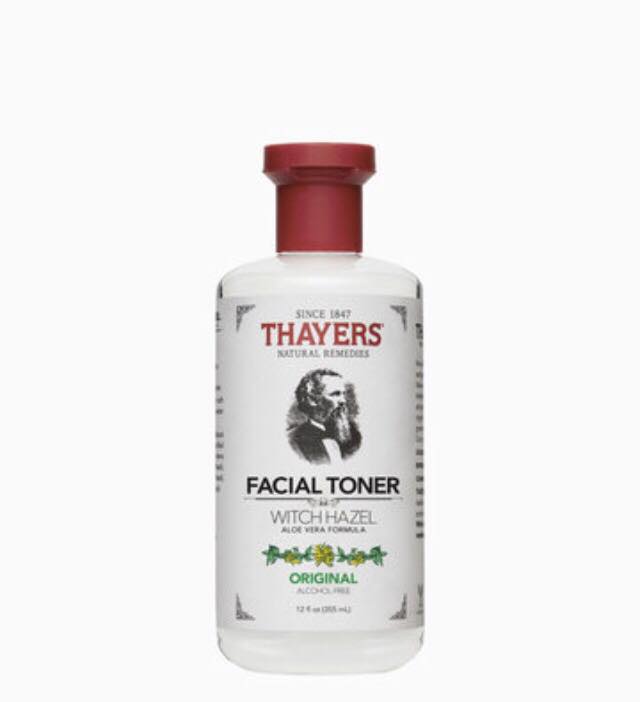 SINCE 1847
THAYERS®
NATURAL REMEDIES
FACIAL TONER
WITCH HAZEL
ALOE VERA FORMULA
ORIGINAL
ALCOHOL-FREE
12 fl oz (355 mL)